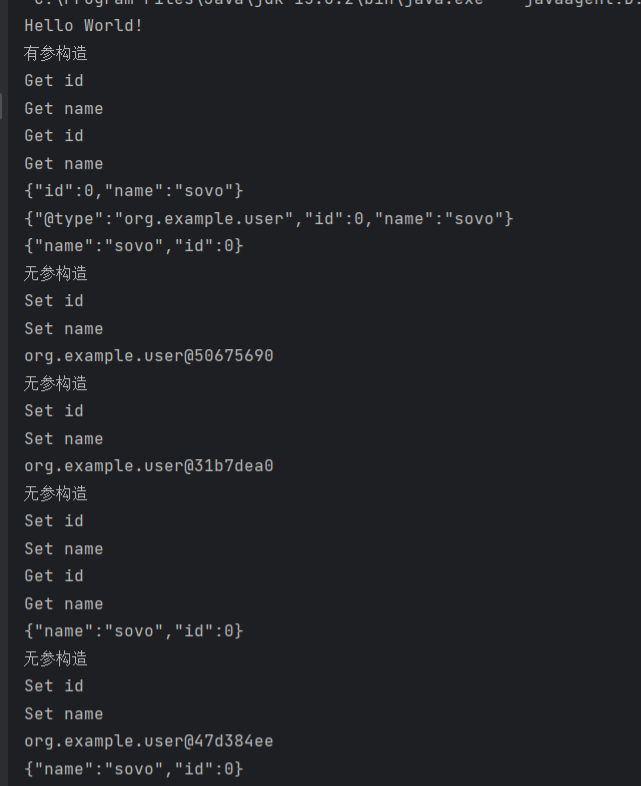 Hello World!
有参构造
Get id
Get name
Get id
Get name
{"id":0,"name":"sovo"}
{"@type":"org.example.user","id":0,"name":"sovo"}
{"name":"sovo","id":0}
无参构造
Set id
Set name
org.example.user@50675690
无参构造
Set id
Set name
org.example.user@31b7dea0
无参构造
Set id
Set name
Get id
Get name
{"name":"sovo","id":0}
无参构造
Set id
Set name
org.example.user@47d384ee
{"name":"sovo","id":0}